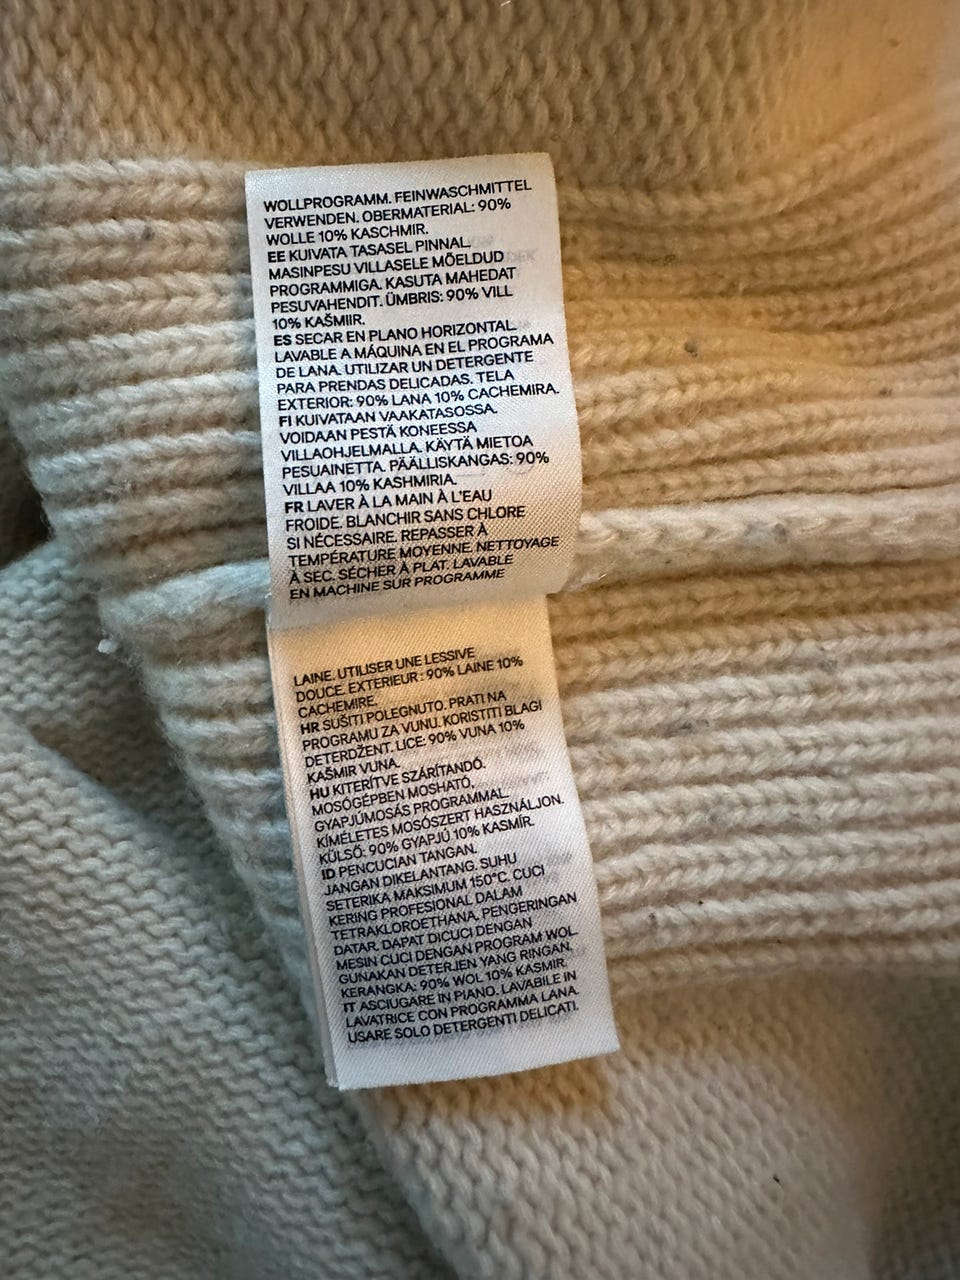 WOLLPROGRAMM. FEINWASCHMITTEL
VERWENDEN. OBERMATERIAL: 90%
WOLLE 10% KASCHMIR.
EE KUIVATA TASASEL PINNAL.
MASINPESU VILLASELE MÕELDUD
PROGRAMMIGA. KASUTA MAHEDAT
PESUVAHENDIT. ÜMBRIS: 90% VILL
10% KAŠMIIR.
ES SECAR EN PLANO HORIZONTAL.
LAVABLE A MÁQUINA EN EL PROGRAMA
DE LANA. UTILIZAR UN DETERGENTE
PARA PRENDAS DELICADAS. TELA
EXTERIOR: 90% LANA 10% CACHEMIRA.
FI KUIVATAAN VAAKATASOSSA.
VOIDAAN PESTÄ KONEESSA
VILLAOHJELMALLA. KÄYTÄ MIETOA
PESUAINETTA. PÄÄLLISKANGAS: 90%
VILLAA 10% KASHMIRIA.
FR LAVER À LA MAIN À L'EAU
FROIDE. BLANCHIR SANS CHLORE
SI NÉCESSAIRE. REPASSER À
TEMPÉRATURE MOYENNE. NETTOYAGE
À SEC. SÉCHER À PLAT. LAVABLE
EN MACHINE SUR PROGRAMME
LAINE. UTILISER UNE LESSIVE
DOUCE. EXTERIEUR : 90% LAINE 10%
CACHEMIRE.
HR SUŠITI POLEGNUTO. PRATI NA
PROGRAMU ZA VUNU. KORISTITI BLAGI
DETERDŽENT. LICE: 90% VUNA 10%
KAŠMIR VUNA.
HU KITERÍTVE SZÁRÍTANDÓ.
MOSÓGÉPBEN MOSHATÓ,
GYAPJÚMOSÁS PROGRAMMAL.
KÍMÉLETES MOSÓSZERT HASZNÁLJON.
KÜLSŐ: 90% GYAPJÚ 10% KASMÍR.
ID PENCUCIAN TANGAN.
JANGAN DIKELANTANG. SUHU
SETERIKA MAKSIMUM 150°C. CUCI
KERING PROFESIONAL DALAM
TETRAKLOROETHANA. PENGERINGAN
DATAR. DAPAT DICUCI DENGAN
MESIN CUCI DENGAN PROGRAM WOL.
GUNAKAN DETERJEN YANG RINGAN.
KERANGKA: 90% WOL 10% KASMIR.
IT ASCIUGARE IN PIANO. LAVABILE IN
LAVATRICE CON PROGRAMMA LANA.
USARE SOLO DETERGENTI DELICATI.